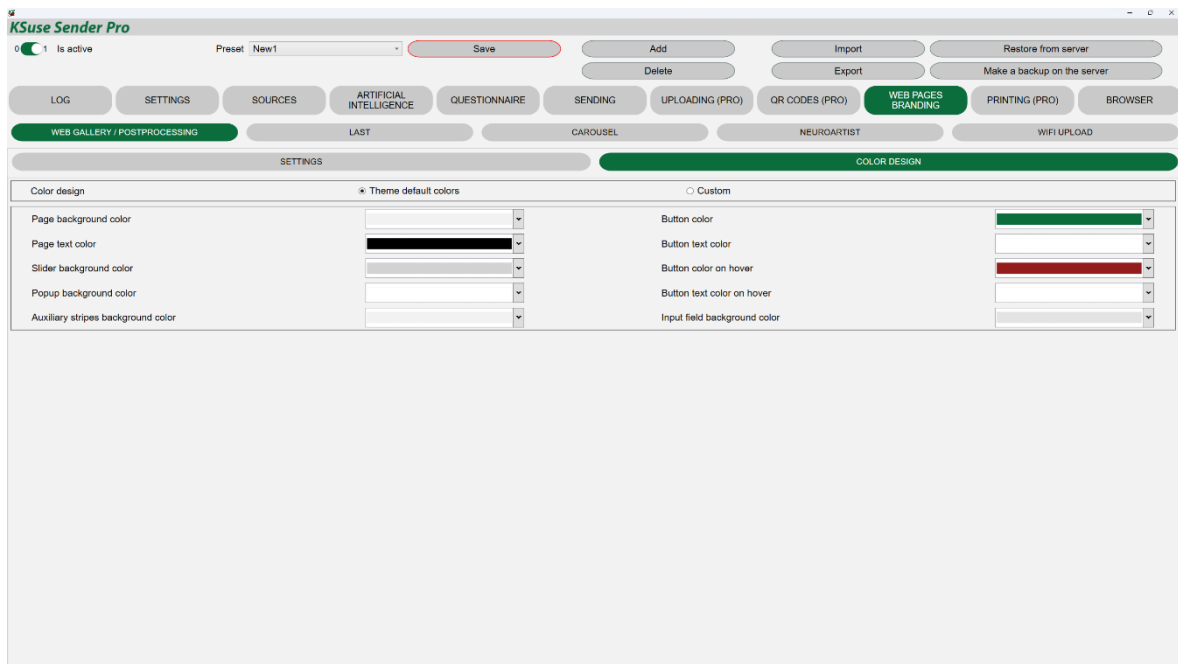 KSuse Sender Pro
0 1 Is active Preset New1 Save Add Import Restore from server
Delete Export Make a backup on the server
LOG SETTINGS SOURCES ARTIFICIAL INTELLIGENCE QUESTIONNAIRE SENDING UPLOADING (PRO) QR CODES (PRO) WEB PAGES BRANDING PRINTING (PRO) BROWSER
WEB GALLERY / POSTPROCESSING LAST CAROUSEL NEUROARTIST WIFI UPLOAD
SETTINGS COLOR DESIGN
Color design Theme default colors Custom
Page background color Button color
Page text color Button text color
Slider background color Button color on hover
Popup background color Button text color on hover
Auxiliary stripes background color Input field background color